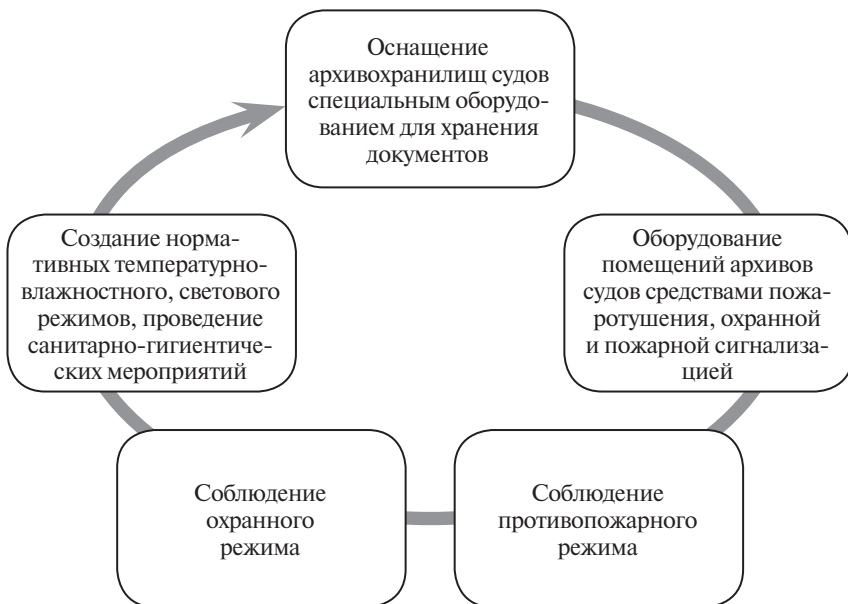 Оснащение
архивохранилищ судов
специальным оборудо-
ванием для хранения
документов
Оборудование
помещений архивов
судов средствами пожа-
ротушения, охранной
и пожарной сигнализа-
цией
Соблюдение
противопожарного
режима
Соблюдение
охранного
режима
Создание норма-
тивных температурно-
влажностного, светового
режимов, проведение
санитарно-гигиентиче-
ских мероприятий